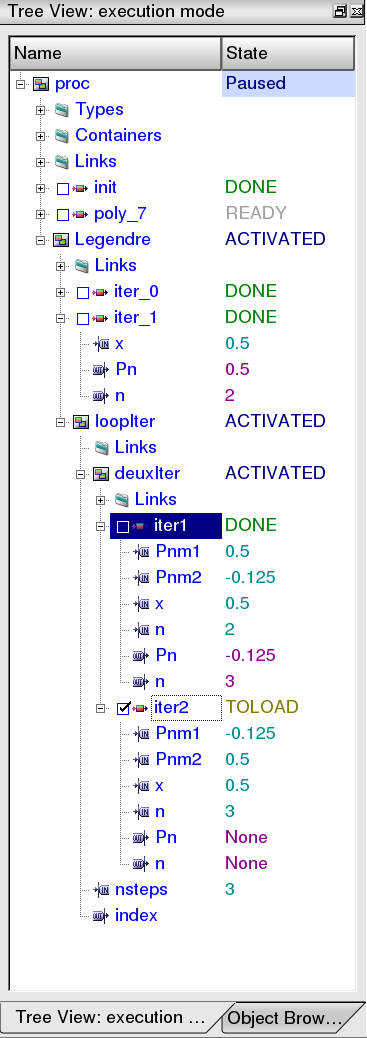 Tree View: execution mode
Name State
proc Paused
Types
Containers
Links
init DONE
poly_7 READY
Legendre ACTIVATED
Links
iter_0 DONE
iter_1 DONE
x 0.5
Pn 0.5
n 2
loopIter ACTIVATED
Links
deuxIter ACTIVATED
Links
iter1 DONE
Pnm1 0.5
Pnm2 -0.125
x 0.5
n 2
Pn -0.125
n 3
iter2 TOLOAD
Pnm1 -0.125
Pnm2 0.5
x 0.5
n 3
Pn None
n None
nsteps 3
index
Tree View: execution ... Object Brow...